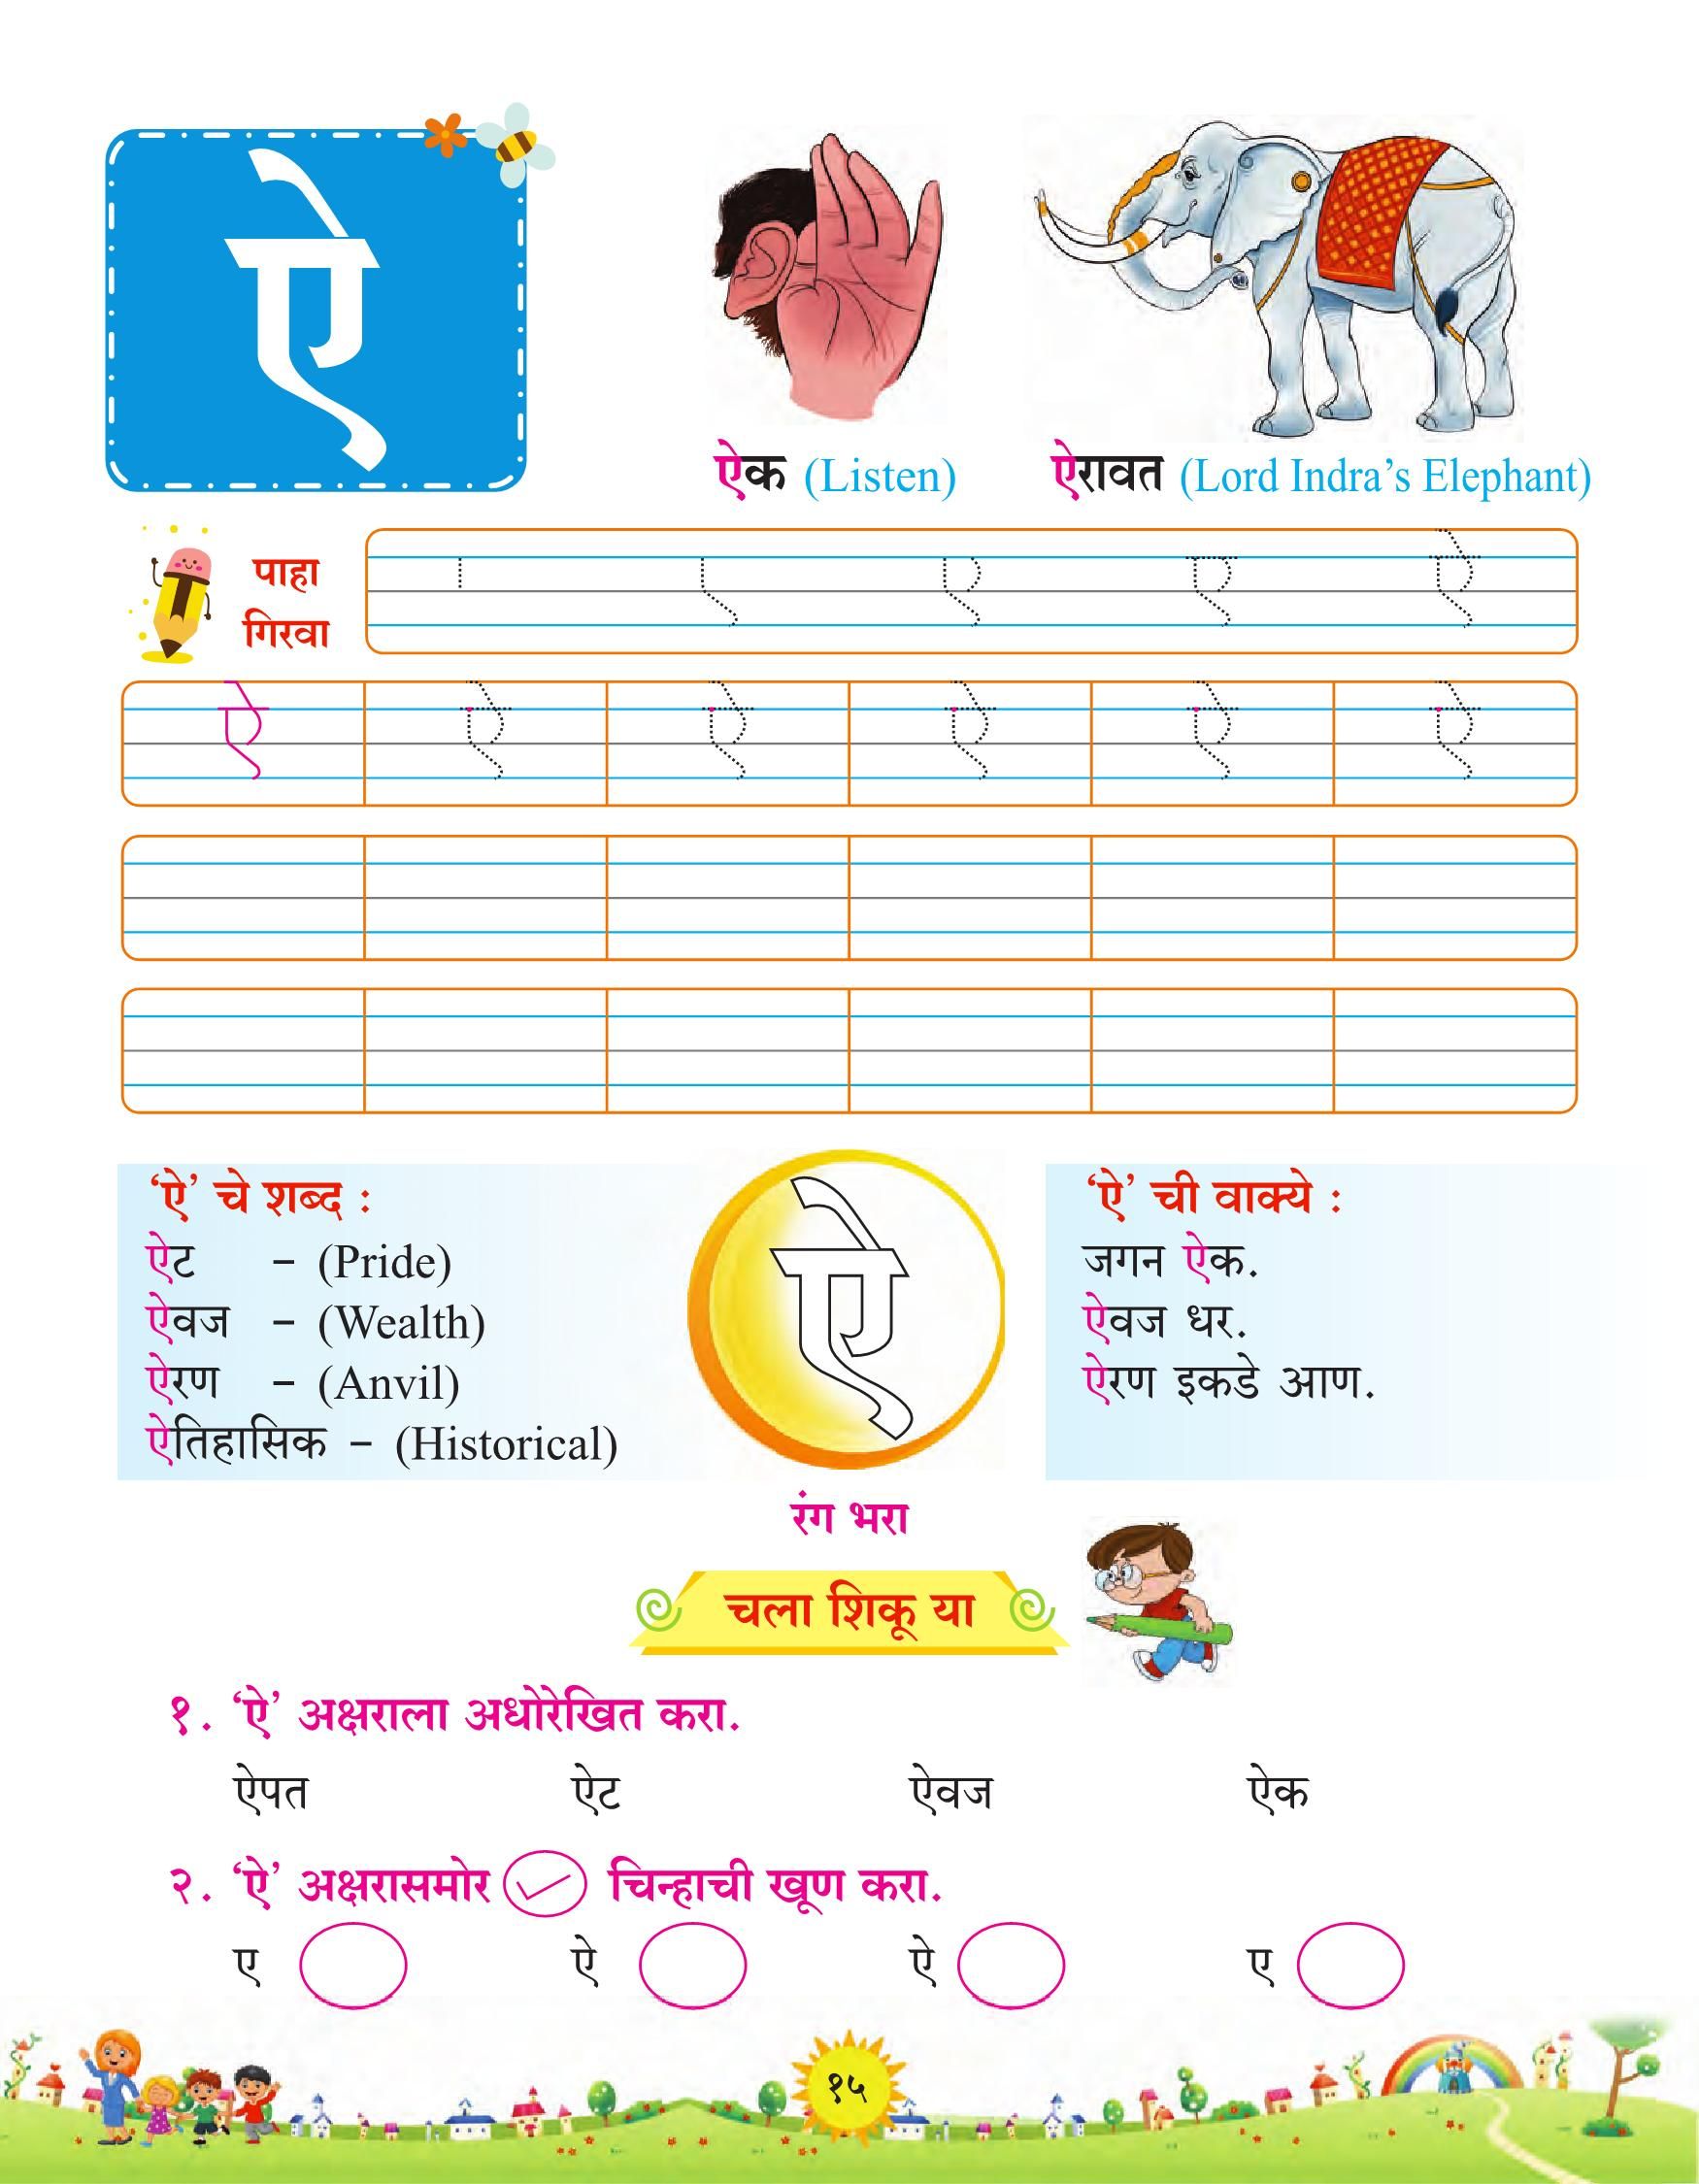 ऐ
ऐक (Listen)
ऐरावत (Lord Indra’s Elephant)
पाहा
गिरवा
ऐ
ऐ ऐ ऐ ऐ ऐ ऐ
‘ऐ’ चे शब्द :
ऐट – (Pride)
ऐवज – (Wealth)
ऐरण – (Anvil)
ऐतिहासिक – (Historical)
ऐ
रंग भरा
‘ऐ’ ची वाक्ये :
जगन ऐक.
ऐवज धर.
ऐरण इकडे आण.
चला शिकू या
१. ‘ऐ’ अक्षराला अधोरेखित करा.
ऐपत ऐट ऐवज ऐक
२. ‘ऐ’ अक्षरासमोर ✓ चिन्हाची खूण करा.
ए ऐ ऐ ए
१५